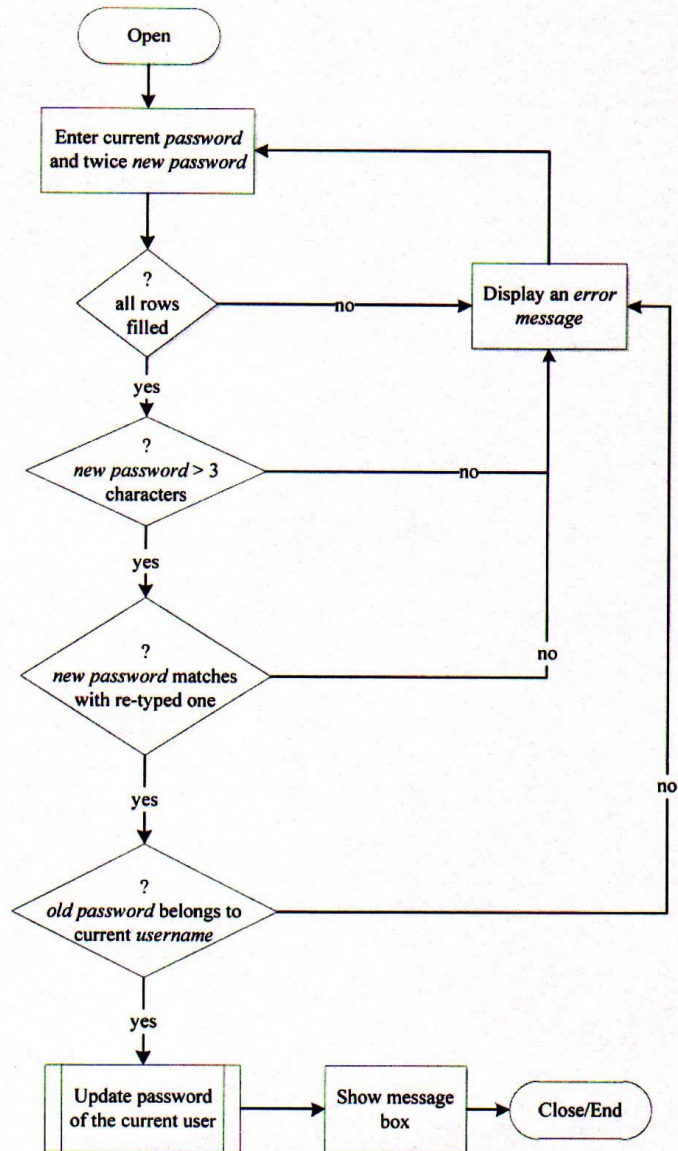 Open
Enter current password
and twice new password
?
all rows
filled
no
Display an error
message
yes
?
new password > 3
characters
no
yes
?
new password matches
with re-typed one
no
yes
no
?
old password belongs to
current username
yes
Update password
of the current user
Show message
box
Close/End